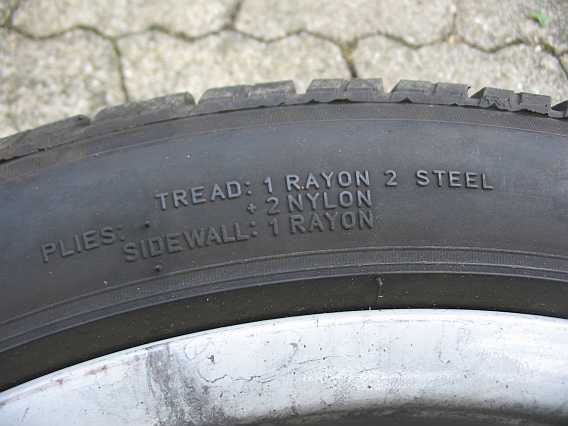 TREAD: 1 RAYON 2 STEEL
+ 2 NYLON
PLIES:
SIDEWALL: 1 RAYON